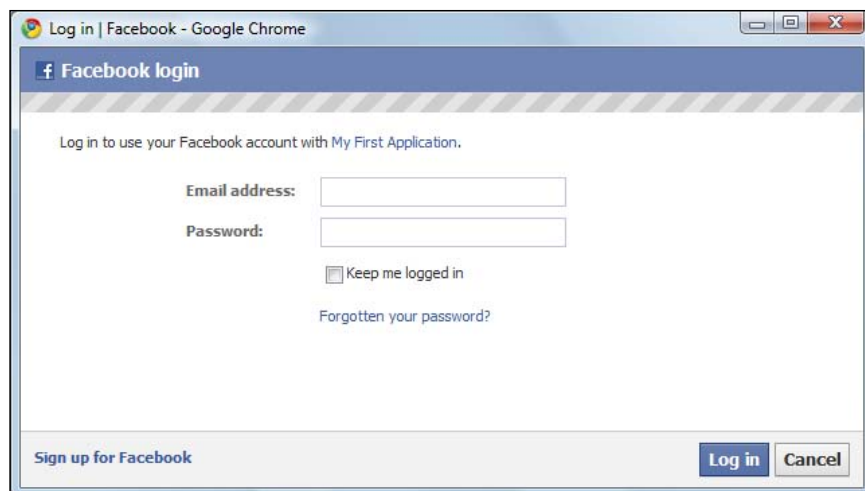 Log in | Facebook - Google Chrome
Facebook login
Log in to use your Facebook account with My First Application.
Email address:
Password:
Keep me logged in
Forgotten your password?
Sign up for Facebook
Log in
Cancel